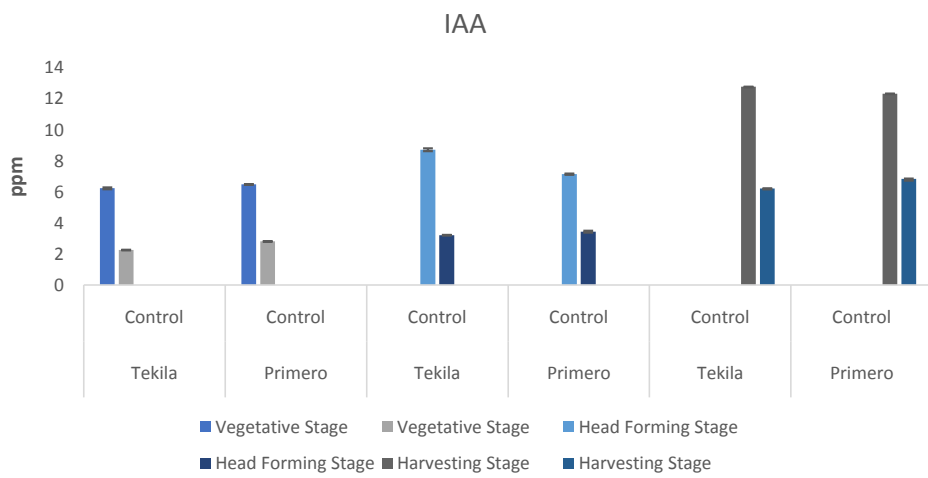 IAA
14
12
10
8
6
4
2
0
ppm
Control Control Control Control Control Control
Tekila Primero Tekila Primero Tekila Primero
Vegetative Stage Vegetative Stage Head Forming Stage
Head Forming Stage Harvesting Stage Harvesting Stage